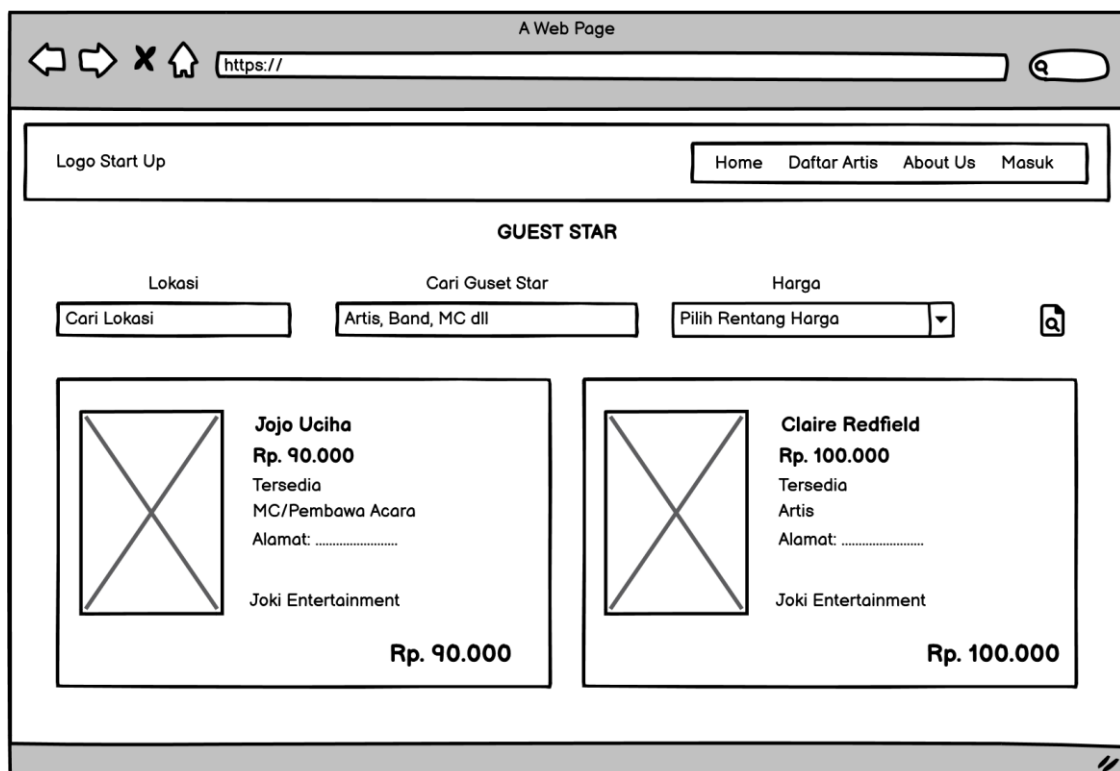 A Web Page
https://
Logo Start Up
Home Daftar Artis About Us Masuk
GUEST STAR
Lokasi Cari Guset Star Harga
Cari Lokasi Artis, Band, MC dll Pilih Rentang Harga
Jojo Uciha
Rp. 90.000
Tersedia
MC/Pembawa Acara
Alamat: ........................
Joki Entertainment
Rp. 90.000
Claire Redfield
Rp. 100.000
Tersedia
Artis
Alamat: ........................
Joki Entertainment
Rp. 100.000